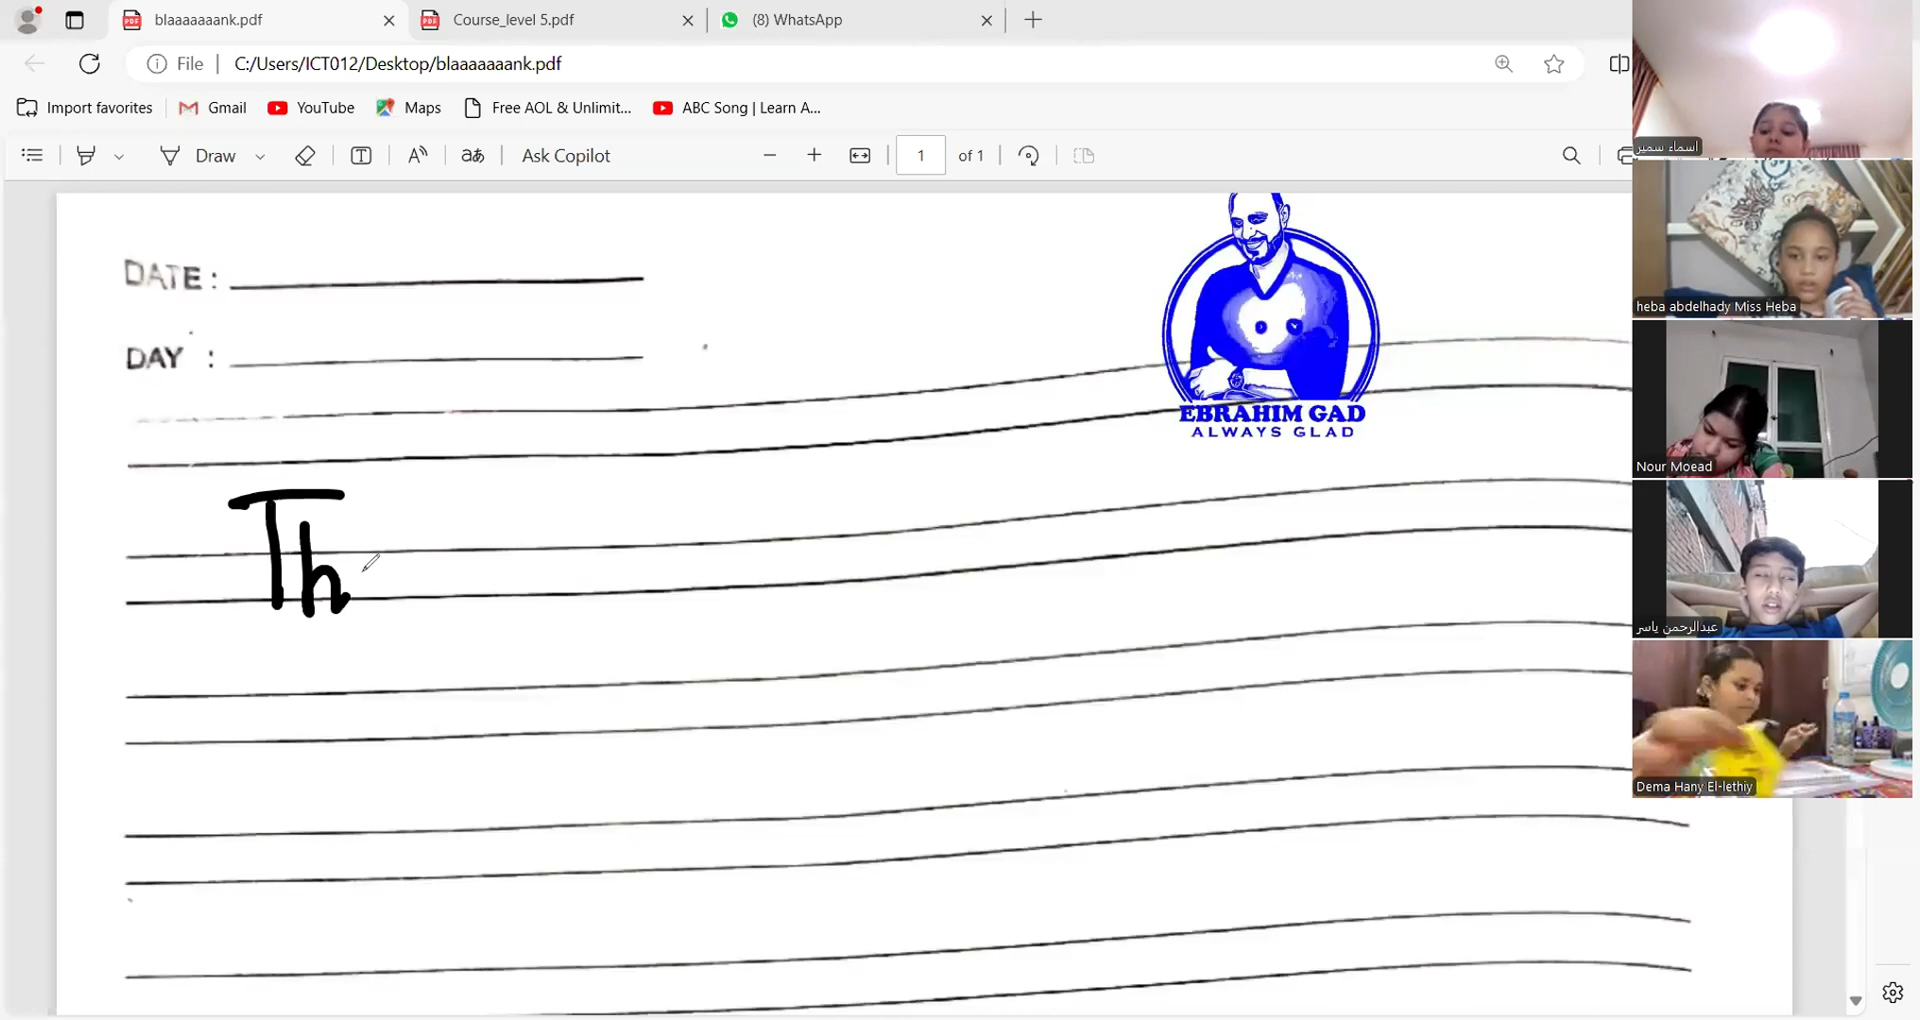 blaaaaaaank.pdf
Course_level 5.pdf
(8) WhatsApp
File
C:/Users/ICT012/Desktop/blaaaaaaank.pdf
Import favorites
Gmail
YouTube
Maps
Free AOL & Unlimit...
ABC Song | Learn A...
Draw
aあ
Ask Copilot
1 of 1
DATE :
DAY :
EBRAHIM GAD
ALWAYS GLAD
Th
اسماء سمير
heba abdelhady Miss Heba
Nour Moead
عبدالرحمن ياسر
Dema Hany El-lethiy